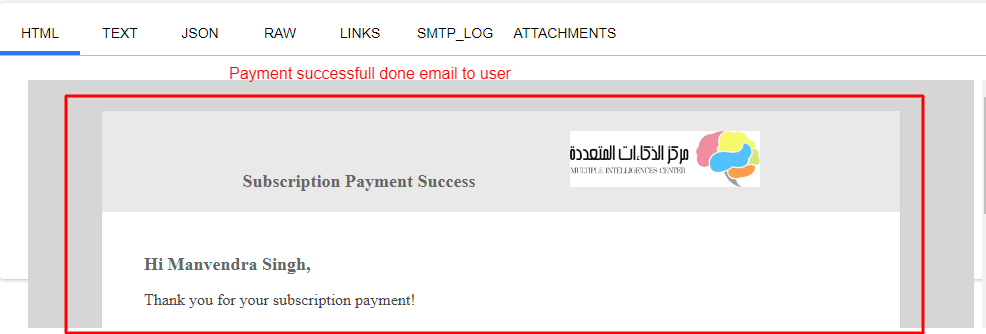 HTML TEXT JSON RAW LINKS SMTP_LOG ATTACHMENTS
Payment successfull done email to user
مركز الذكاءات المتعددة
MULTIPLE INTELLIGENCES CENTER
Subscription Payment Success
Hi Manvendra Singh,
Thank you for your subscription payment!